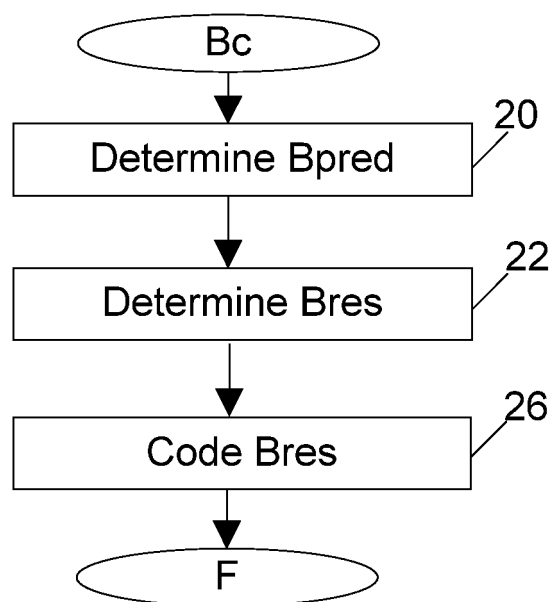 Bc
20
Determine Bpred
22
Determine Bres
26
Code Bres
F